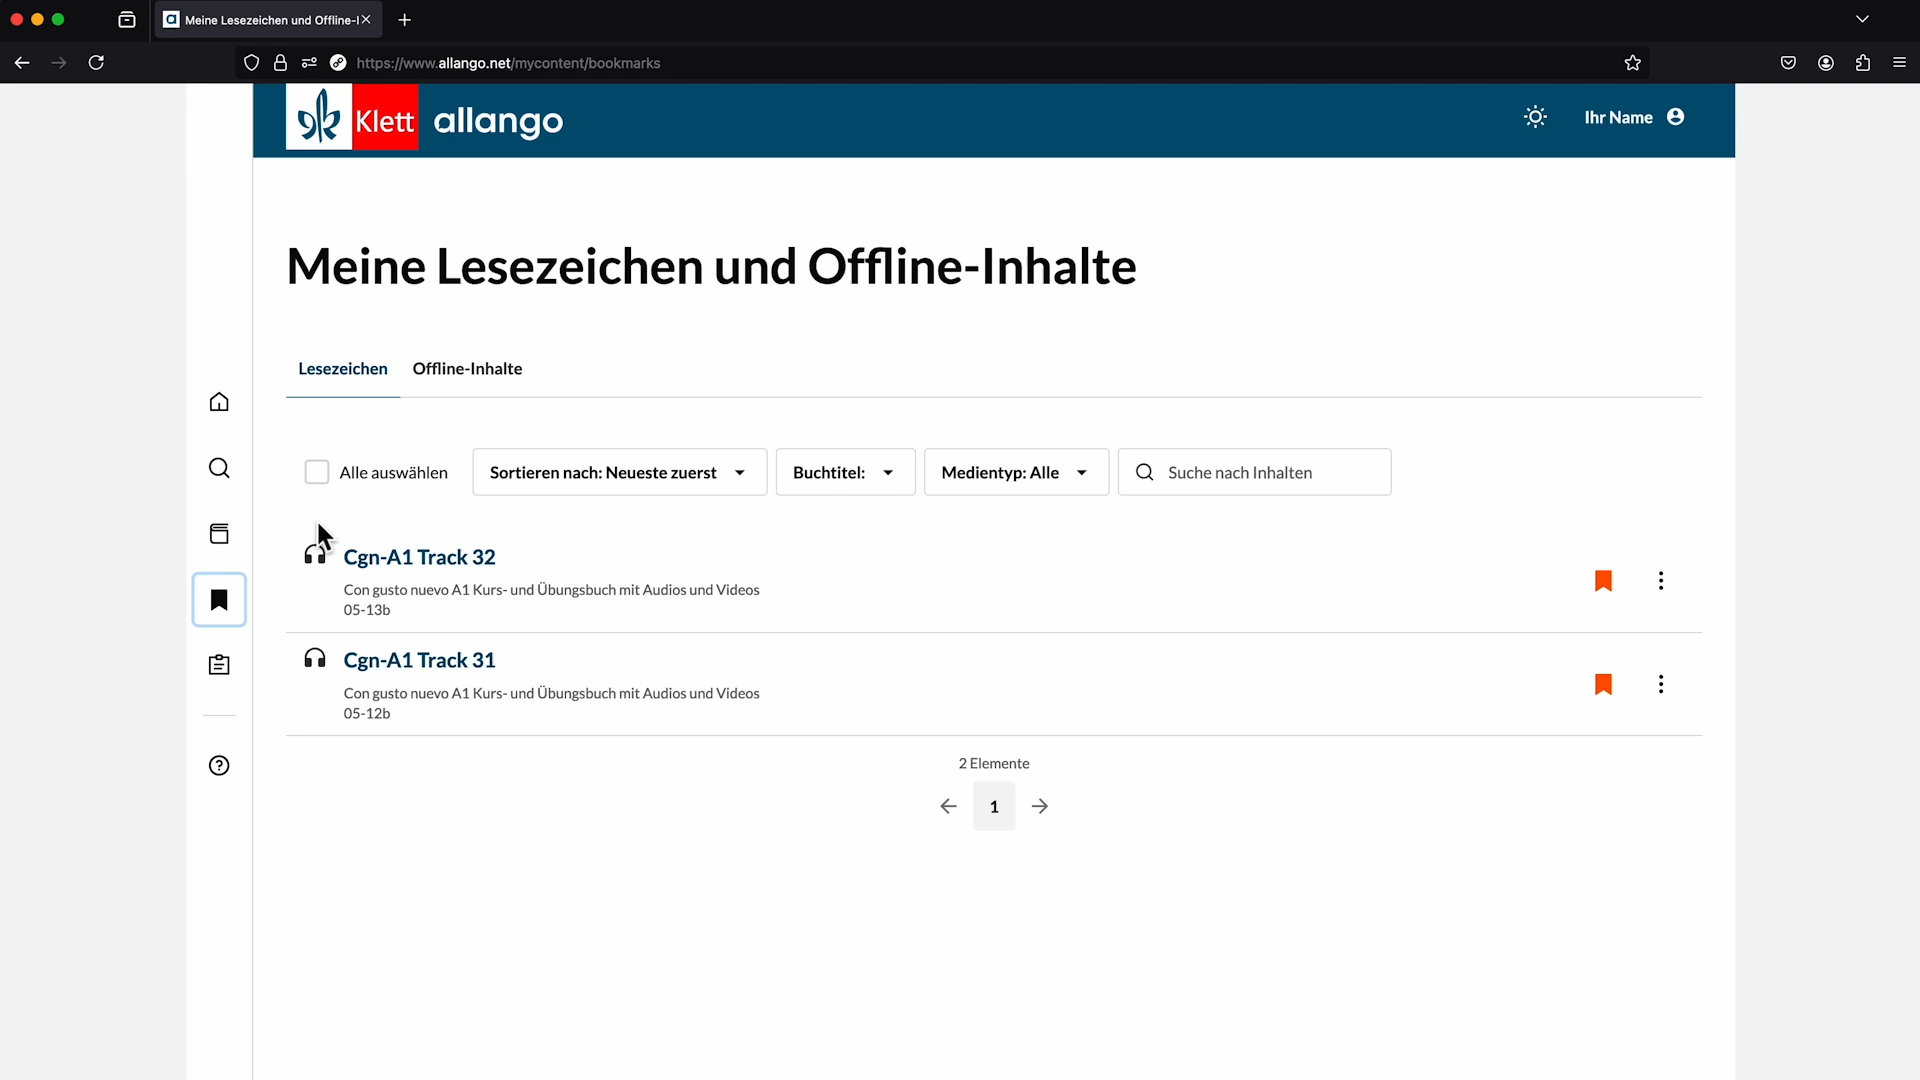 Meine Lesezeichen und Offline-I
https://www.allango.net/mycontent/bookmarks
Klett allango
Ihr Name
Meine Lesezeichen und Offline-Inhalte
Lesezeichen Offline-Inhalte
Alle auswählen Sortieren nach: Neueste zuerst Buchtitel: Medientyp: Alle Suche nach Inhalten
Cgn-A1 Track 32
Con gusto nuevo A1 Kurs- und Übungsbuch mit Audios und Videos
05-13b
Cgn-A1 Track 31
Con gusto nuevo A1 Kurs- und Übungsbuch mit Audios und Videos
05-12b
2 Elemente
1